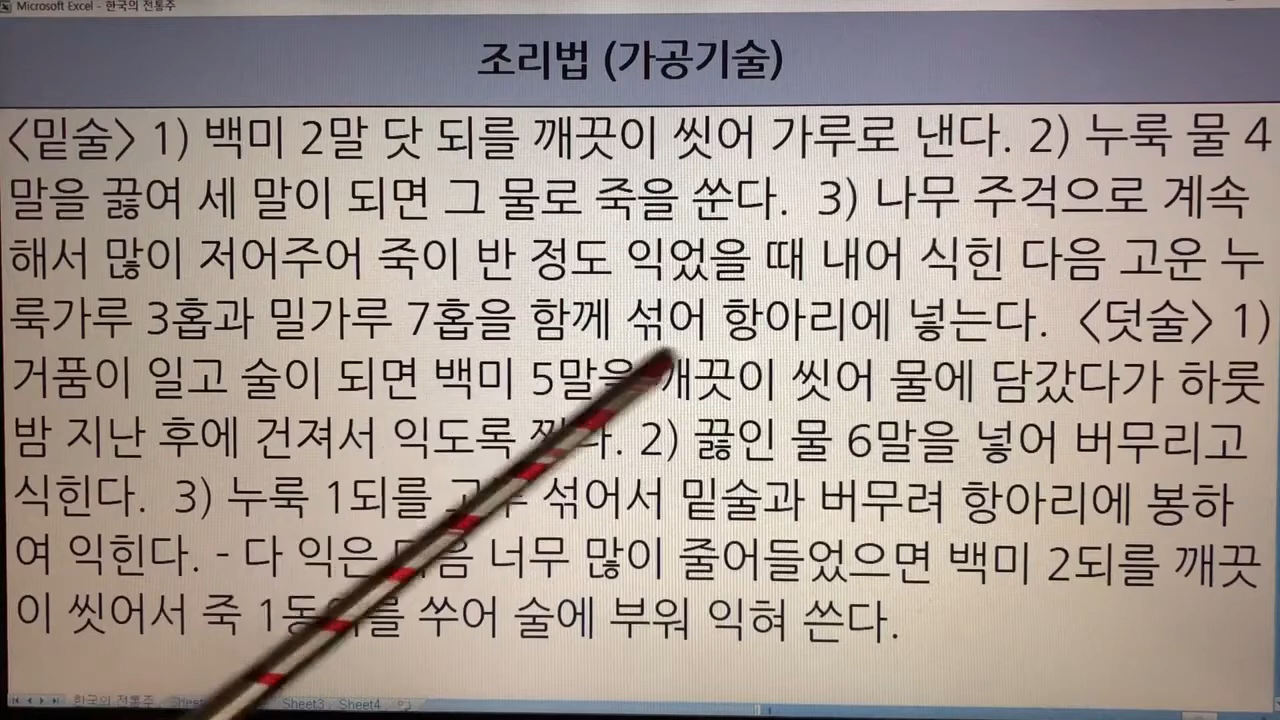 Microsoft Excel - 한국의 전통주
조리법 (가공기술)
<밑술> 1) 백미 2말 닷 되를 깨끗이 씻어 가루로 낸다. 2) 누룩 물 4
말을 끓여 세 말이 되면 그 물로 죽을 쑨다. 3) 나무 주걱으로 계속
해서 많이 저어주어 죽이 반 정도 익었을 때 내어 식힌 다음 고운 누
룩가루 3홉과 밀가루 7홉을 함께 섞어 항아리에 넣는다. <덧술> 1)
거품이 일고 술이 되면 백미 5말을 깨끗이 씻어 물에 담갔다가 하룻
밤 지난 후에 건져서 익도록 2) 끓인 물 6말을 넣어 버무리고
식힌다. 3) 누룩 1되를 섞어서 밑술과 버무려 항아리에 봉하
여 익힌다. - 다 익은 너무 많이 줄어들었으면 백미 2되를 깨끗
이 씻어서 죽 쑤어 술에 부워 익혀 쓴다.
한국의 전통주 Sheet3 Sheet4